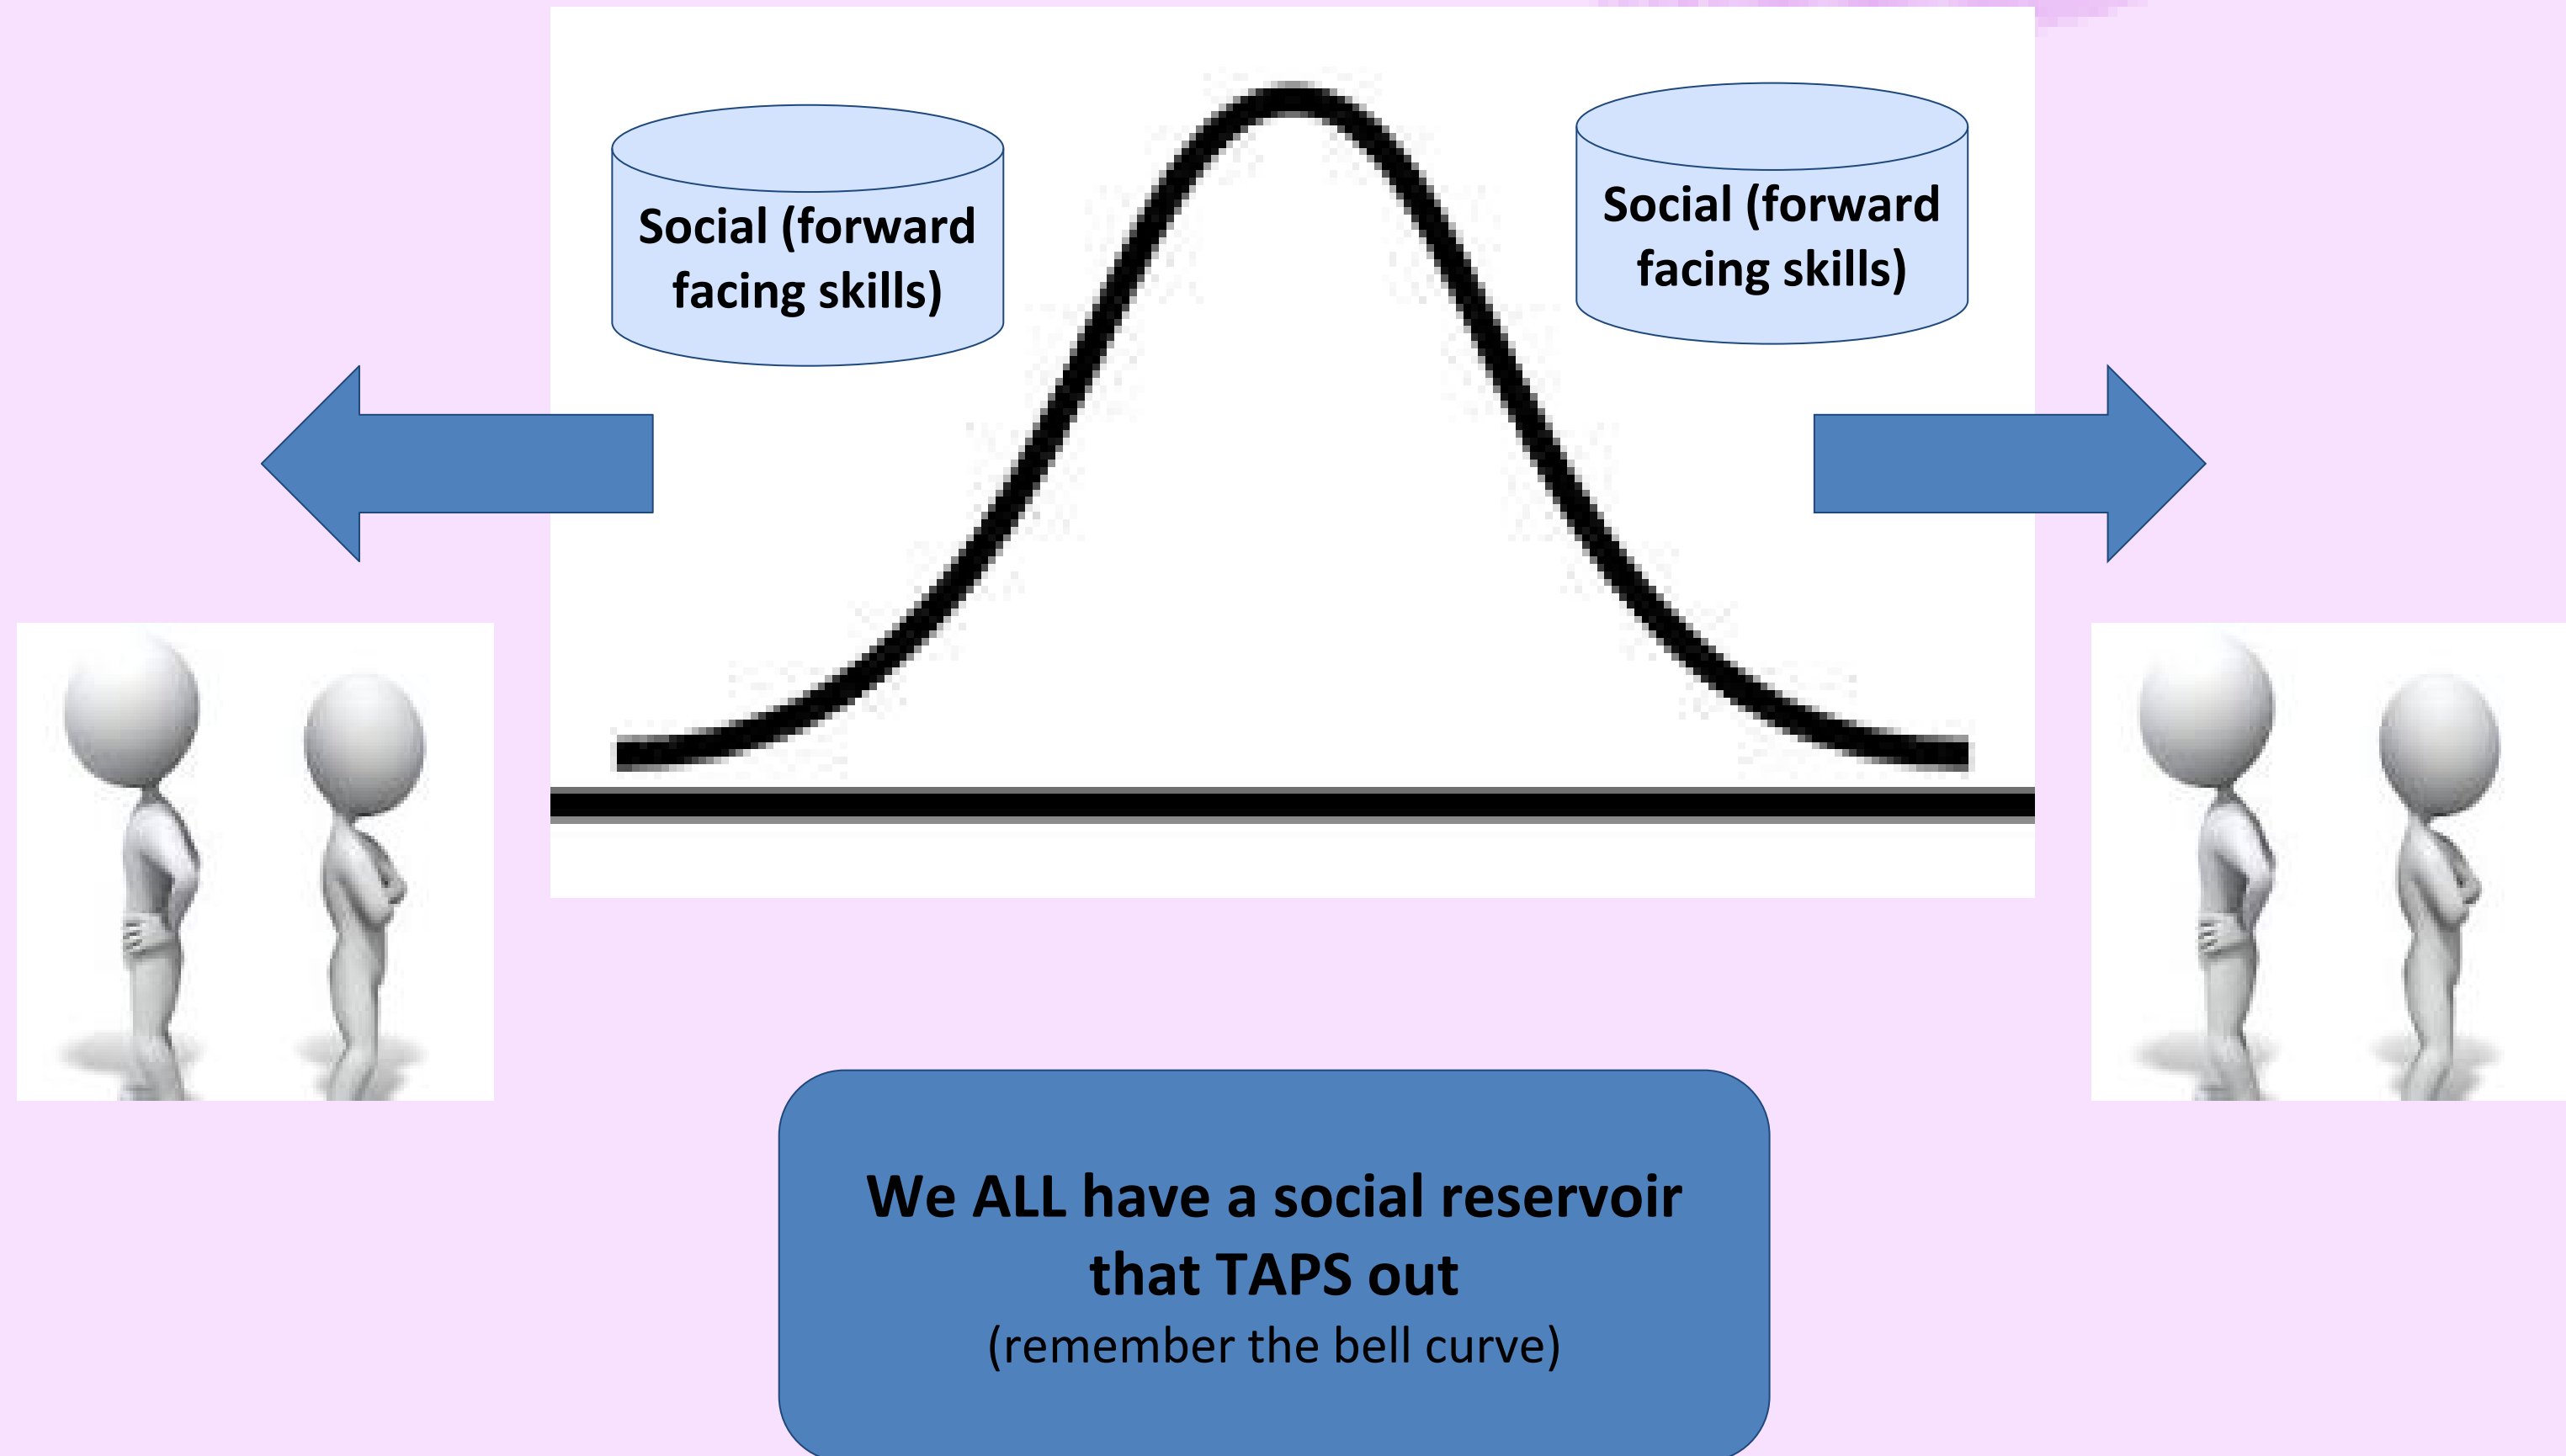 Social (forward
facing skills)
Social (forward
facing skills)
We ALL have a social reservoir
that TAPS out
(remember the bell curve)